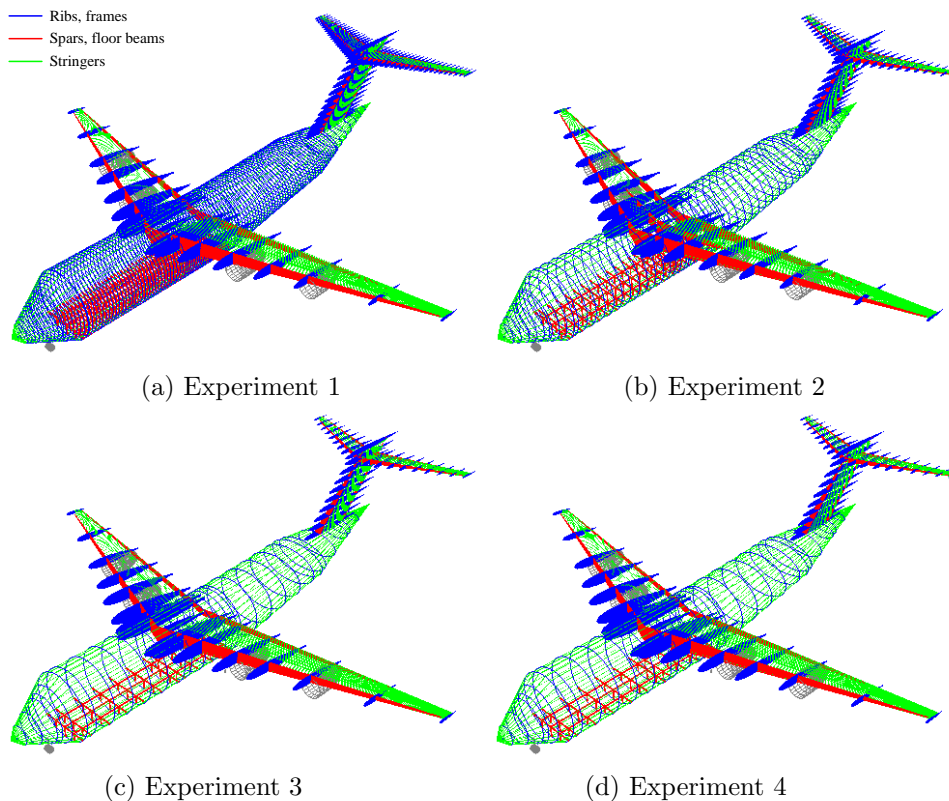 Ribs, frames
Spars, floor beams
Stringers
(a) Experiment 1
(b) Experiment 2
(c) Experiment 3
(d) Experiment 4